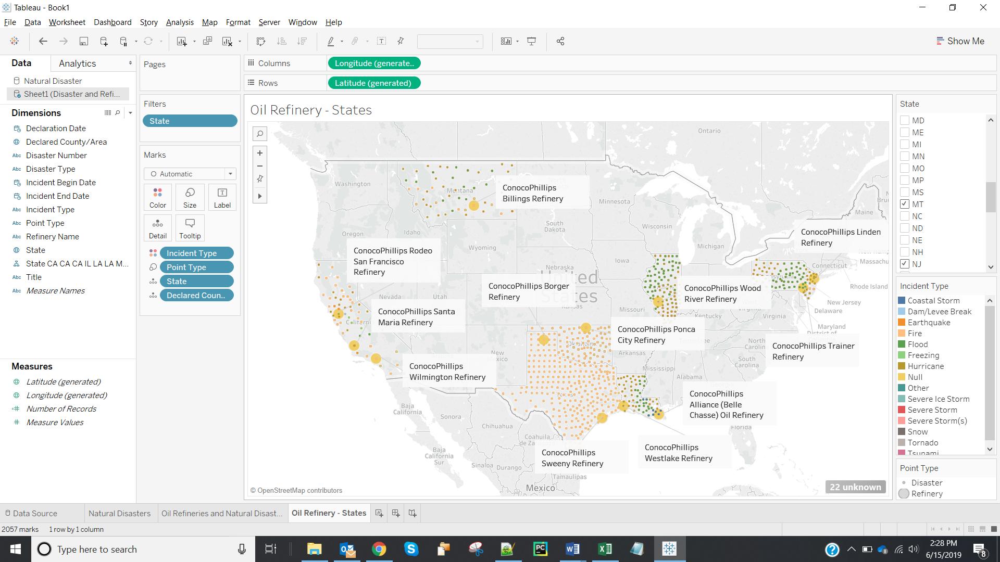 Tableau - Book1
File Data Worksheet Dashboard Story Analysis Map Format Server Window Help
Show Me
Data
Analytics
Natural Disaster
Sheet1 (Disaster and Refi...
Dimensions
Declaration Date
Declared County/Area
Abc Disaster Number
Abc Disaster Type
Incident Begin Date
Incident End Date
Abc Incident Type
Abc Point Type
Abc Refinery Name
State
State CA CA CA IL LA LA M...
Abc Title
Abc Measure Names
Measures
Latitude (generated)
Longitude (generated)
Number of Records
Measure Values
Pages
Filters
State
Marks
Automatic
Color Size Label
Detail Tooltip
Incident Type
Point Type
State
Declared Coun..
Columns
Longitude (generate..
Rows
Latitude (generated)
Oil Refinery - States
Ontario
Washington
Montana
ConocoPhillips
Billings Refinery
Minnesota
Maine
Oregon
Idaho
South
Dakota
Wisconsin
Michigan
ConocoPhillips Linden
Refinery
Wyoming
ConocoPhillips Rodeo
San Francisco
Refinery
Iowa
Massachus
Connecticut
Nebraska
United
States
ConocoPhillips Borger
Refinery
ConocoPhillips Wood
River Refinery
Rhode Island
Nevada
Utah
New Jersey
Delaware
Missouri
Kansas
Kentucky
Virginia
ConocoPhillips Santa
Maria Refinery
Maryland
District of
ConocoPhillips Ponca
City Refinery
North
Carolin
ConocoPhillips Trainer
Refinery
Oklahoma
Arkansas
New
Mexico
South
Carolina
ConocoPhillips
Wilmington Refinery
Mississippi
Alabama
ConocoPhillips
Alliance (Belle
Chasse) Oil Refinery
Baja
California
Sonora
Chihuahua
Florida
Coahuila
de Za
Baja
California
Sur
Sinaloa
Durango
ConocoPhillips
Sweeny Refinery
ConocoPhillips
Westlake Refinery
Tamaulipas
Mexico
© OpenStreetMap contributors
22 unknown
State
MD
ME
MI
MN
MO
MP
MS
MT
NC
ND
NE
NH
NJ
Incident Type
Coastal Storm
Dam/Levee Break
Earthquake
Fire
Flood
Freezing
Hurricane
Null
Other
Severe Ice Storm
Severe Storm
Severe Storm(s)
Snow
Tornado
Tsunami
Point Type
Disaster
Refinery
Data Source
Natural Disasters
Oil Refineries and Natural Disast...
Oil Refinery - States
2057 marks 1 row by 1 column
Type here to search
2:28 PM
6/15/2019
8